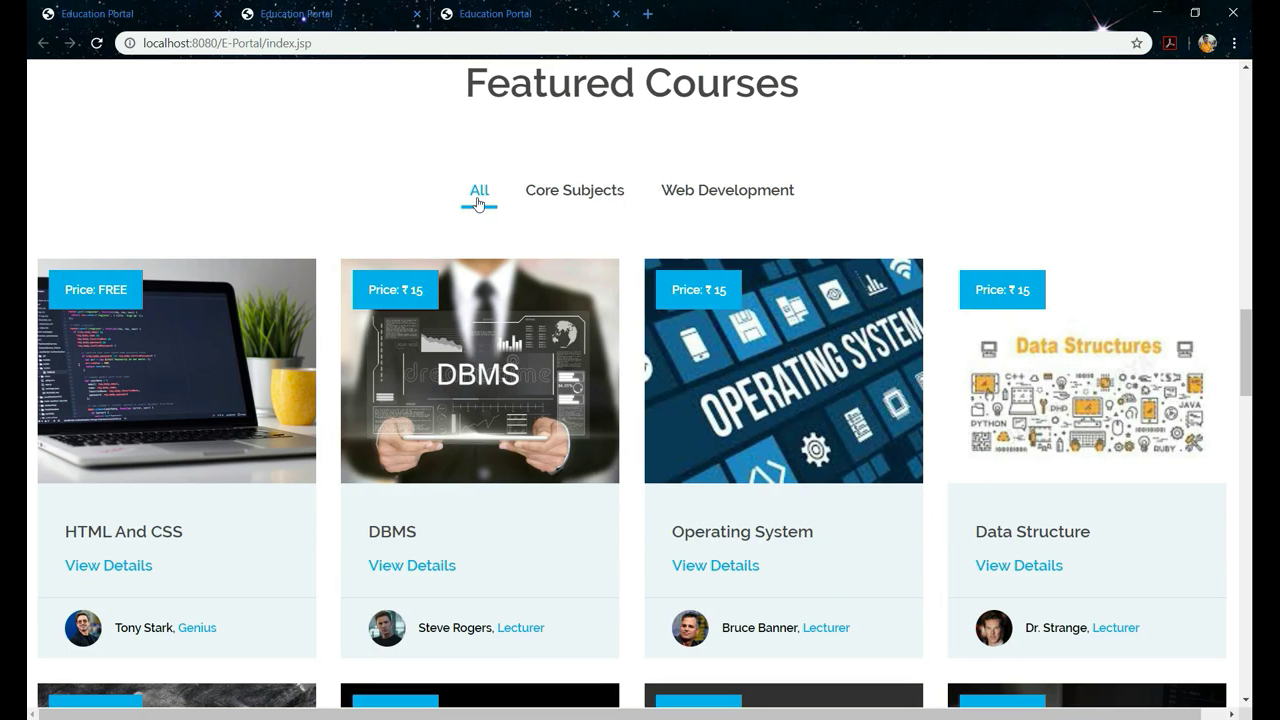 Education Portal
Education Portal
Education Portal
localhost:8080/E-Portal/index.jsp
Featured Courses
All
Core Subjects
Web Development
Price: FREE
Price: ₹ 15
Price: ₹ 15
Price: ₹ 15
DBMS
OPERATING SYSTEM
Data Structures
C++
PHP
JAVA
PYTHON
RUBY
HTML And CSS
DBMS
Operating System
Data Structure
View Details
View Details
View Details
View Details
Tony Stark, Genius
Steve Rogers, Lecturer
Bruce Banner, Lecturer
Dr. Strange, Lecturer